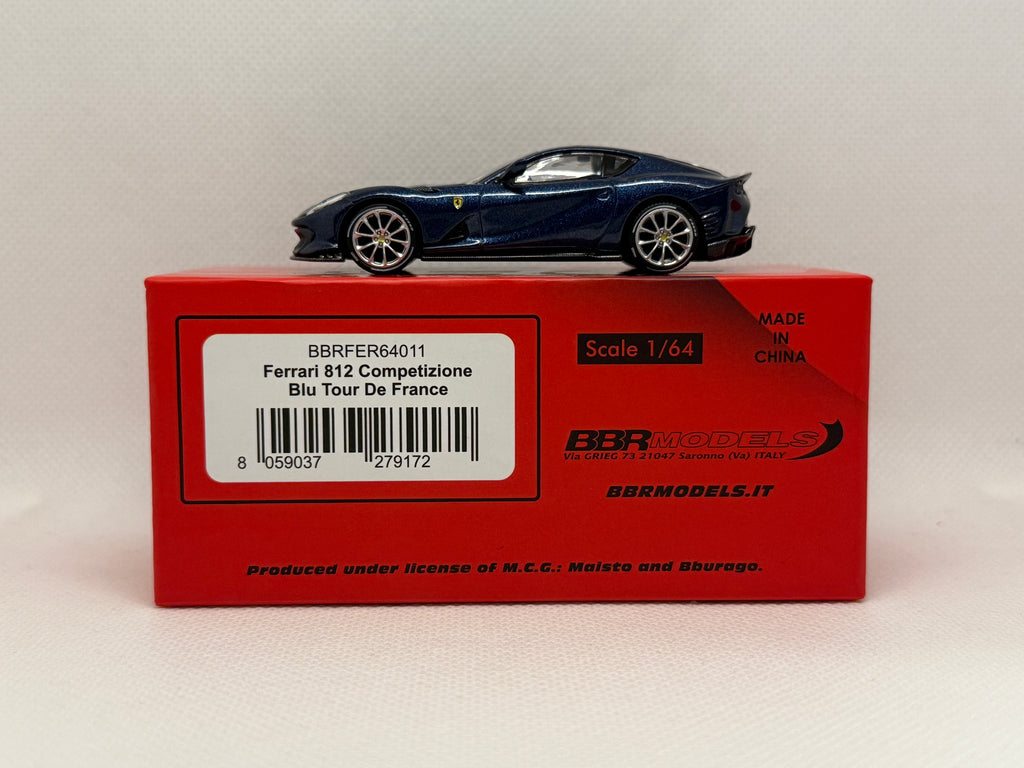 BBRFER64011
Ferrari 812 Competizione
Blu Tour De France
8 059037 279172
Scale 1/64
MADE
IN
CHINA
BBRMODELS
Via GRIEG 73 21047 Saronno (Va) ITALY
BBRMODELS.IT
Produced under license of M.C.G.: Maisto and Bburago.